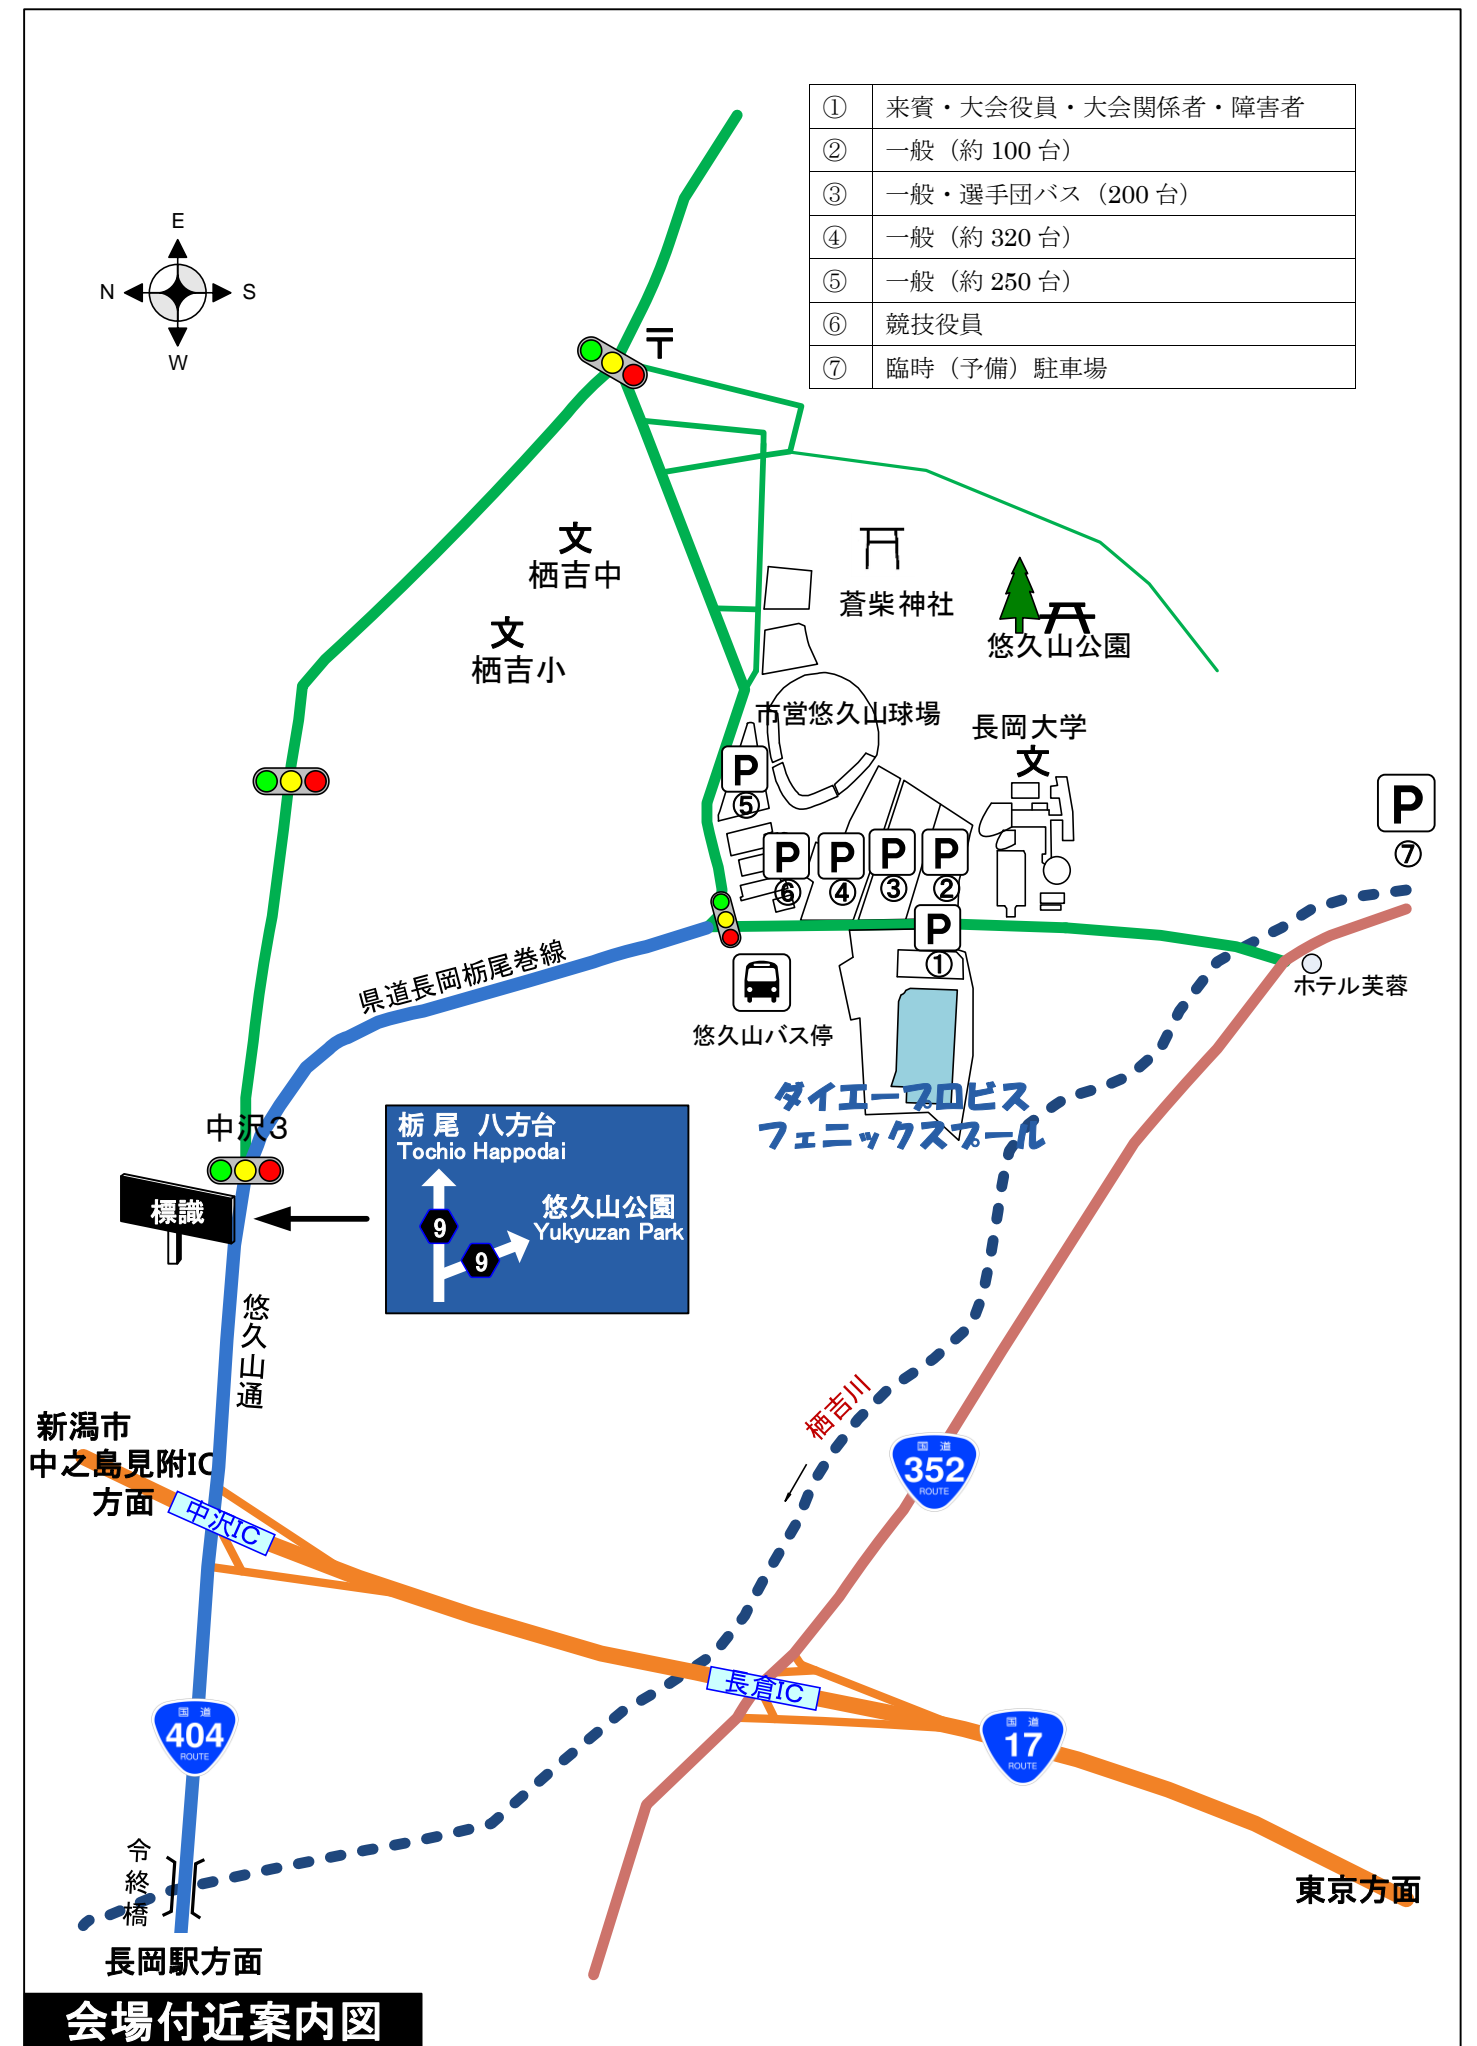 ① 来賓・大会役員・大会関係者・障害者
② 一般（約 100 台）
③ 一般・選手団バス（200 台）
④ 一般（約 320 台）
⑤ 一般（約 250 台）
⑥ 競技役員
⑦ 臨時（予備）駐車場
E
N
S
W
〒
文
栖吉中
文
栖吉小
蒼柴神社
悠久山公園
市営悠久山球場
長岡大学
文
P
⑤
P
⑥
P
④
P
③
P
②
P
①
P
⑦
県道長岡栃尾巻線
悠久山バス停
ホテル芙蓉
ダイエープロビス
フェニックスプール
中沢3
標識
栃尾 八方台
Tochio Happodai
悠久山公園
Yukyuzan Park
9
9
悠久山通
栖吉川
新潟市
中之島見附IC
方面
中沢IC
国道
352
ROUTE
長倉IC
国道
404
ROUTE
国道
17
ROUTE
令終橋
東京方面
長岡駅方面
会場付近案内図